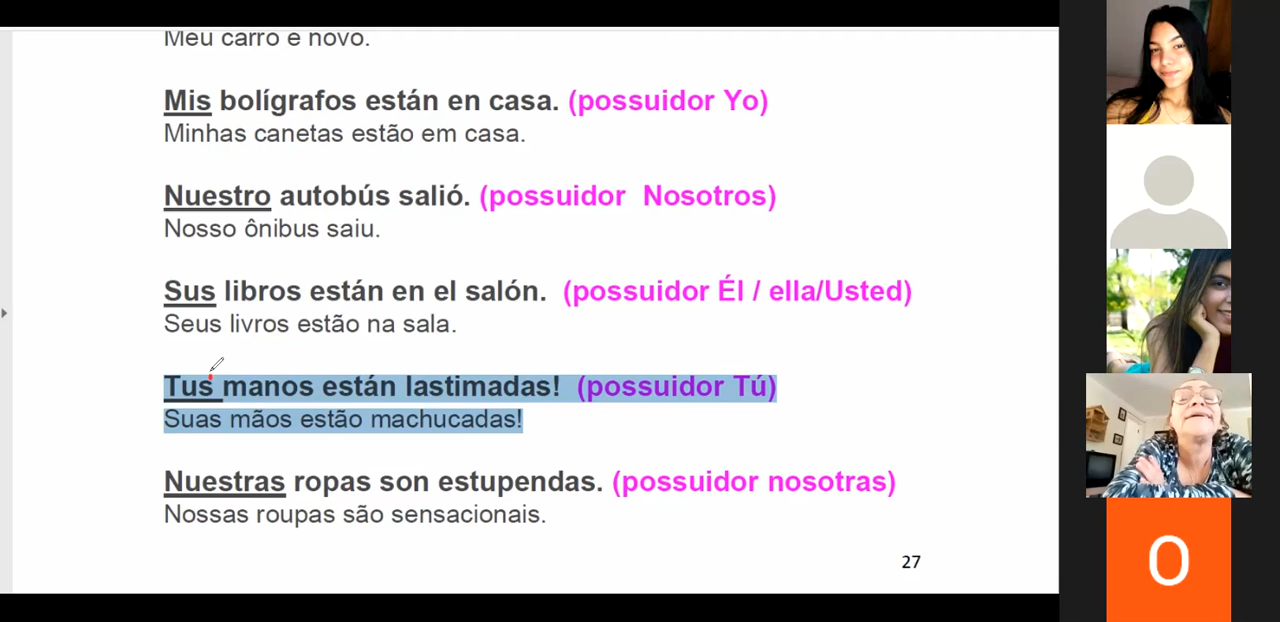 Meu carro e novo.
Mis bolígrafos están en casa. (possuidor Yo)
Minhas canetas estão em casa.
Nuestro autobús salió. (possuidor Nosotros)
Nosso ônibus saiu.
Sus libros están en el salón. (possuidor Él / ella/Usted)
Seus livros estão na sala.
Tus manos están lastimadas! (possuidor Tú)
Suas mãos estão machucadas!
Nuestras ropas son estupendas. (possuidor nosotras)
Nossas roupas são sensacionais.
27
O